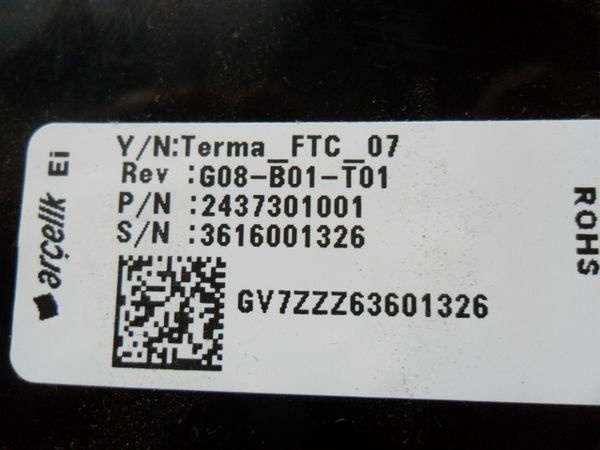 arçelik Ei
Y/N:Terma_FTC_07
Rev :G08-B01-T01
P/N :2437301001
S/N :3616001326
GV7ZZZ63601326
ROHS